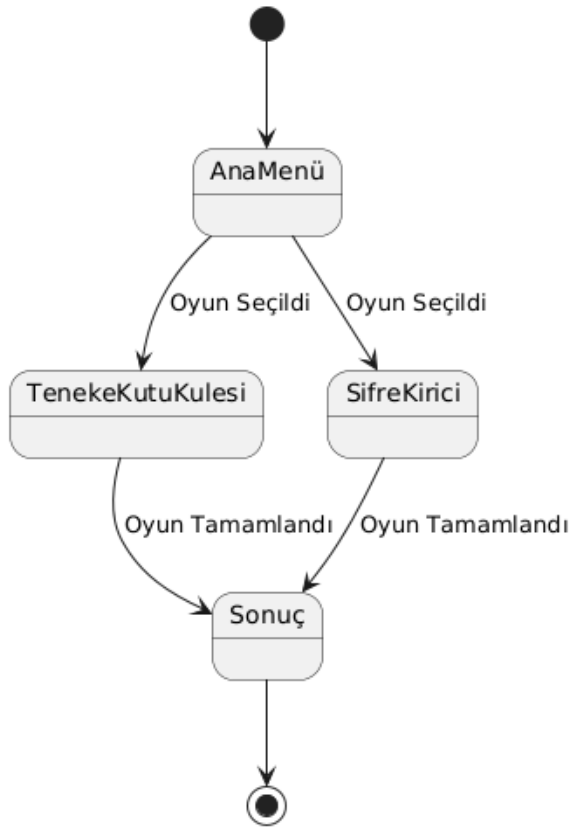 AnaMenü
Oyun Seçildi
Oyun Seçildi
TenekeKutuKulesi
SifreKirici
Oyun Tamamlandı
Oyun Tamamlandı
Sonuç